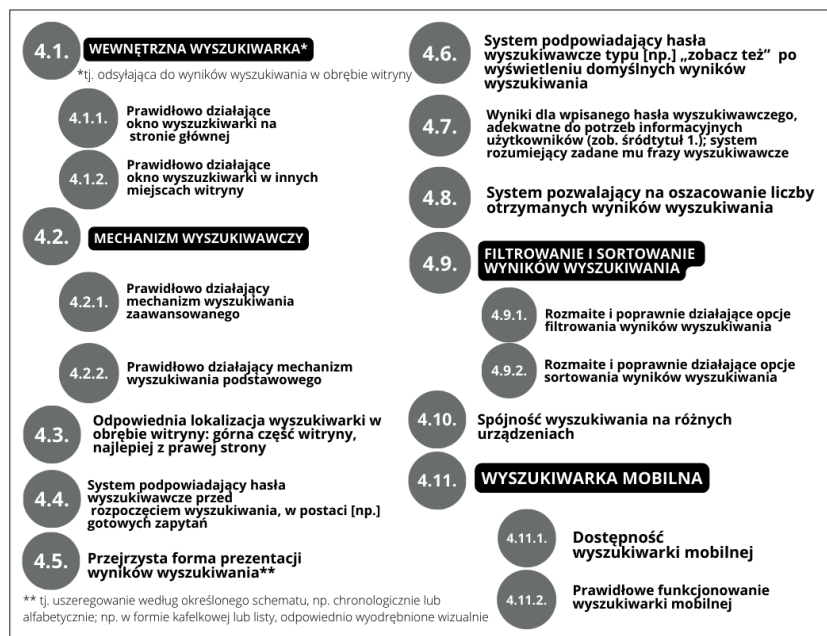 4.1. WEWNĘTRZNA WYSZUKIWARKA*
*tj. odsyłająca do wyników wyszukiwania w obrębie witryny
4.1.1. Prawidłowo działające
okno wyszuzkiwarki na
stronie głównej
4.1.2. Prawidłowo działające
okno wyszuzkiwarki w innych
miejscach witryny
4.2. MECHANIZM WYSZUKIWAWCZY
4.2.1. Prawidłowo działający
mechanizm wyszukiwania
zaawansowanego
4.2.2. Prawidłowo działający mechanizm
wyszukiwania podstawowego
4.3. Odpowiednia lokalizacja wyszukiwarki w
obrębie witryny: górna część witryny,
najlepiej z prawej strony
4.4. System podpowiadający hasła
wyszukiwawcze przed
rozpoczęciem wyszukiwania, w postaci [np.]
gotowych zapytań
4.5. Przejrzysta forma prezentacji
wyników wyszukiwania**
** tj. uszeregowanie według określonego schematu, np. chronologicznie lub
alfabetycznie; np. w formie kafelkowej lub listy, odpowiednio wyodrębnione wizualnie
4.6. System podpowiadający hasła
wyszukiwawcze typu [np.] „zobacz też” po
wyświetleniu domyślnych wyników
wyszukiwania
4.7. Wyniki dla wpisanego hasła wyszukiwawczego,
adekwatne do potrzeb informacyjnych
użytkowników (zob. śródtytuł 1.); system
rozumiejący zadane mu frazy wyszukiwawcze
4.8. System pozwalający na oszacowanie liczby
otrzymanych wyników wyszukiwania
4.9. FILTROWANIE I SORTOWANIE
WYNIKÓW WYSZUKIWANIA
4.9.1. Rozmaite i poprawnie działające opcje
filtrowania wyników wyszukiwania
4.9.2. Rozmaite i poprawnie działające opcje
sortowania wyników wyszukiwania
4.10. Spójność wyszukiwania na różnych
urządzeniach
4.11. WYSZUKIWARKA MOBILNA
4.11.1. Dostępność
wyszukiwarki mobilnej
4.11.2. Prawidłowe funkcjonowanie
wyszukiwarki mobilnej